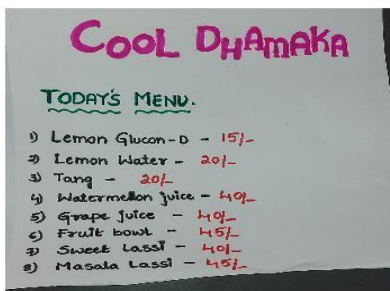 COOL DHAMAKA
TODAY'S MENU.
1) Lemon Glucon-D - 15/-
2) Lemon Water - 20/-
3) Tang - 20/-
4) Watermellon juice - 40/-
5) Grape juice - 40/-
6) Fruit bowl - 45/-
7) Sweet Lassi - 40/-
8) Masala Lassi - 45/-